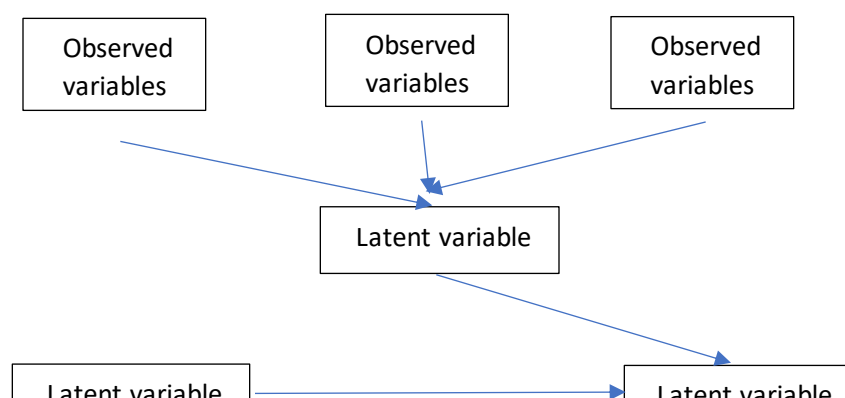 Observed
variables
Observed
variables
Observed
variables
Latent variable
Latent variable
Latent variable